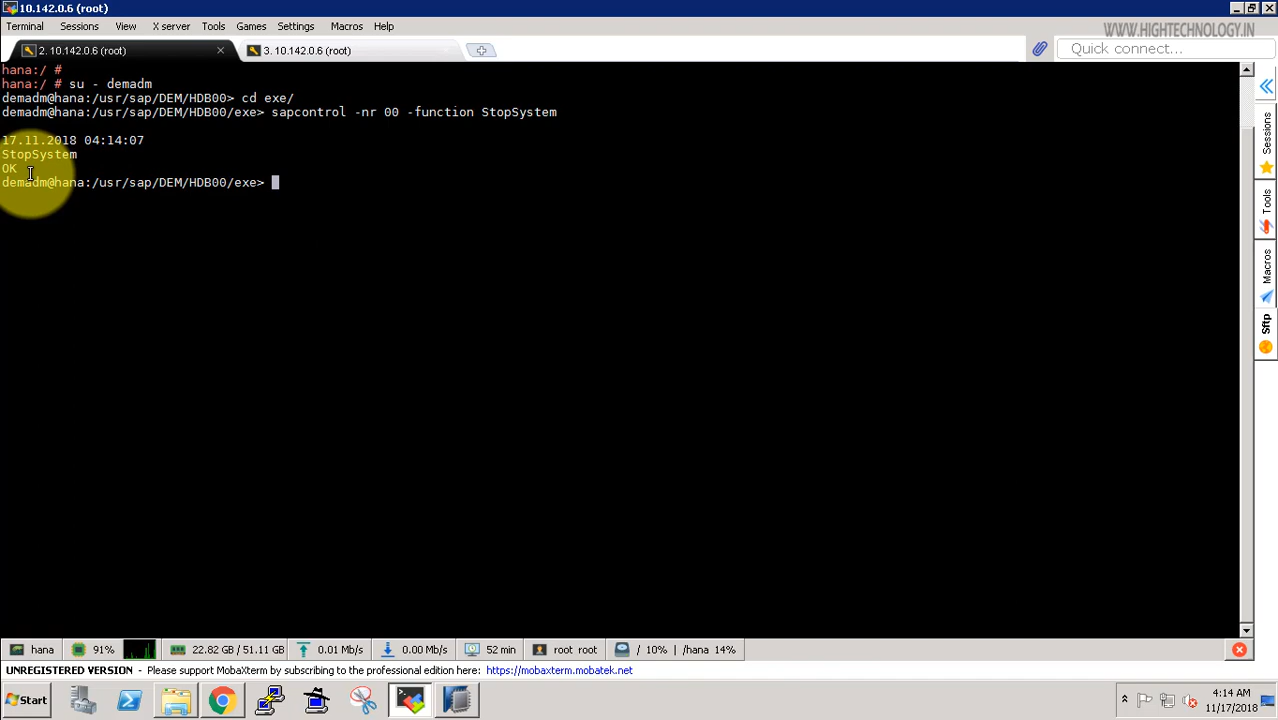 10.142.0.6 (root)
Terminal Sessions View X server Tools Games Settings Macros Help
WWW.HIGHTECHNOLOGY.IN
2. 10.142.0.6 (root)
3. 10.142.0.6 (root)
Quick connect...
hana:/ #
hana:/ # su - demadm
demadm@hana:/usr/sap/DEM/HDB00> cd exe/
demadm@hana:/usr/sap/DEM/HDB00/exe> sapcontrol -nr 00 -function StopSystem
17.11.2018 04:14:07
StopSystem
OK
demadm@hana:/usr/sap/DEM/HDB00/exe>
Sessions
Tools
Macros
Sftp
hana 91% 22.82 GB / 51.11 GB 0.01 Mb/s 0.00 Mb/s 52 min root root / 10% | /hana 14%
UNREGISTERED VERSION - Please support MobaXterm by subscribing to the professional edition here: https://mobaxterm.mobatek.net
Start
4:14 AM
11/17/2018